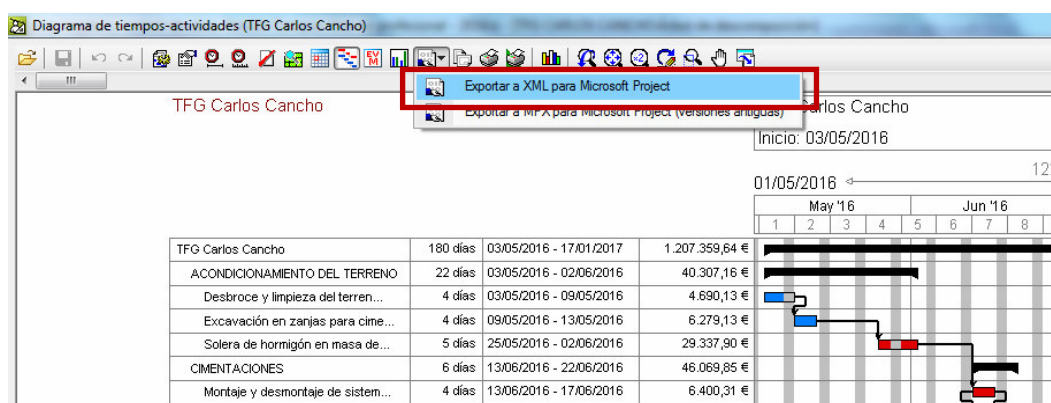 Diagrama de tiempos-actividades (TFG Carlos Cancho)
Exportar a XML para Microsoft Project
Exportar a MPX para Microsoft Project (versiones antiguas)
TFG Carlos Cancho
Carlos Cancho
Inicio: 03/05/2016
12
01/05/2016
May '16 Jun '16
1 2 3 4 5 6 7 8
TFG Carlos Cancho 180 días 03/05/2016 - 17/01/2017 1.207.359,64 €
ACONDICIONAMIENTO DEL TERRENO 22 días 03/05/2016 - 02/06/2016 40.307,16 €
Desbroce y limpieza del terren... 4 días 03/05/2016 - 09/05/2016 4.690,13 €
Excavación en zanjas para cime... 4 días 09/05/2016 - 13/05/2016 6.279,13 €
Solera de hormigón en masa de... 5 días 25/05/2016 - 02/06/2016 29.337,90 €
CIMENTACIONES 6 días 13/06/2016 - 22/06/2016 46.069,85 €
Montaje y desmontaje de sistem... 4 días 13/06/2016 - 17/06/2016 6.400,31 €